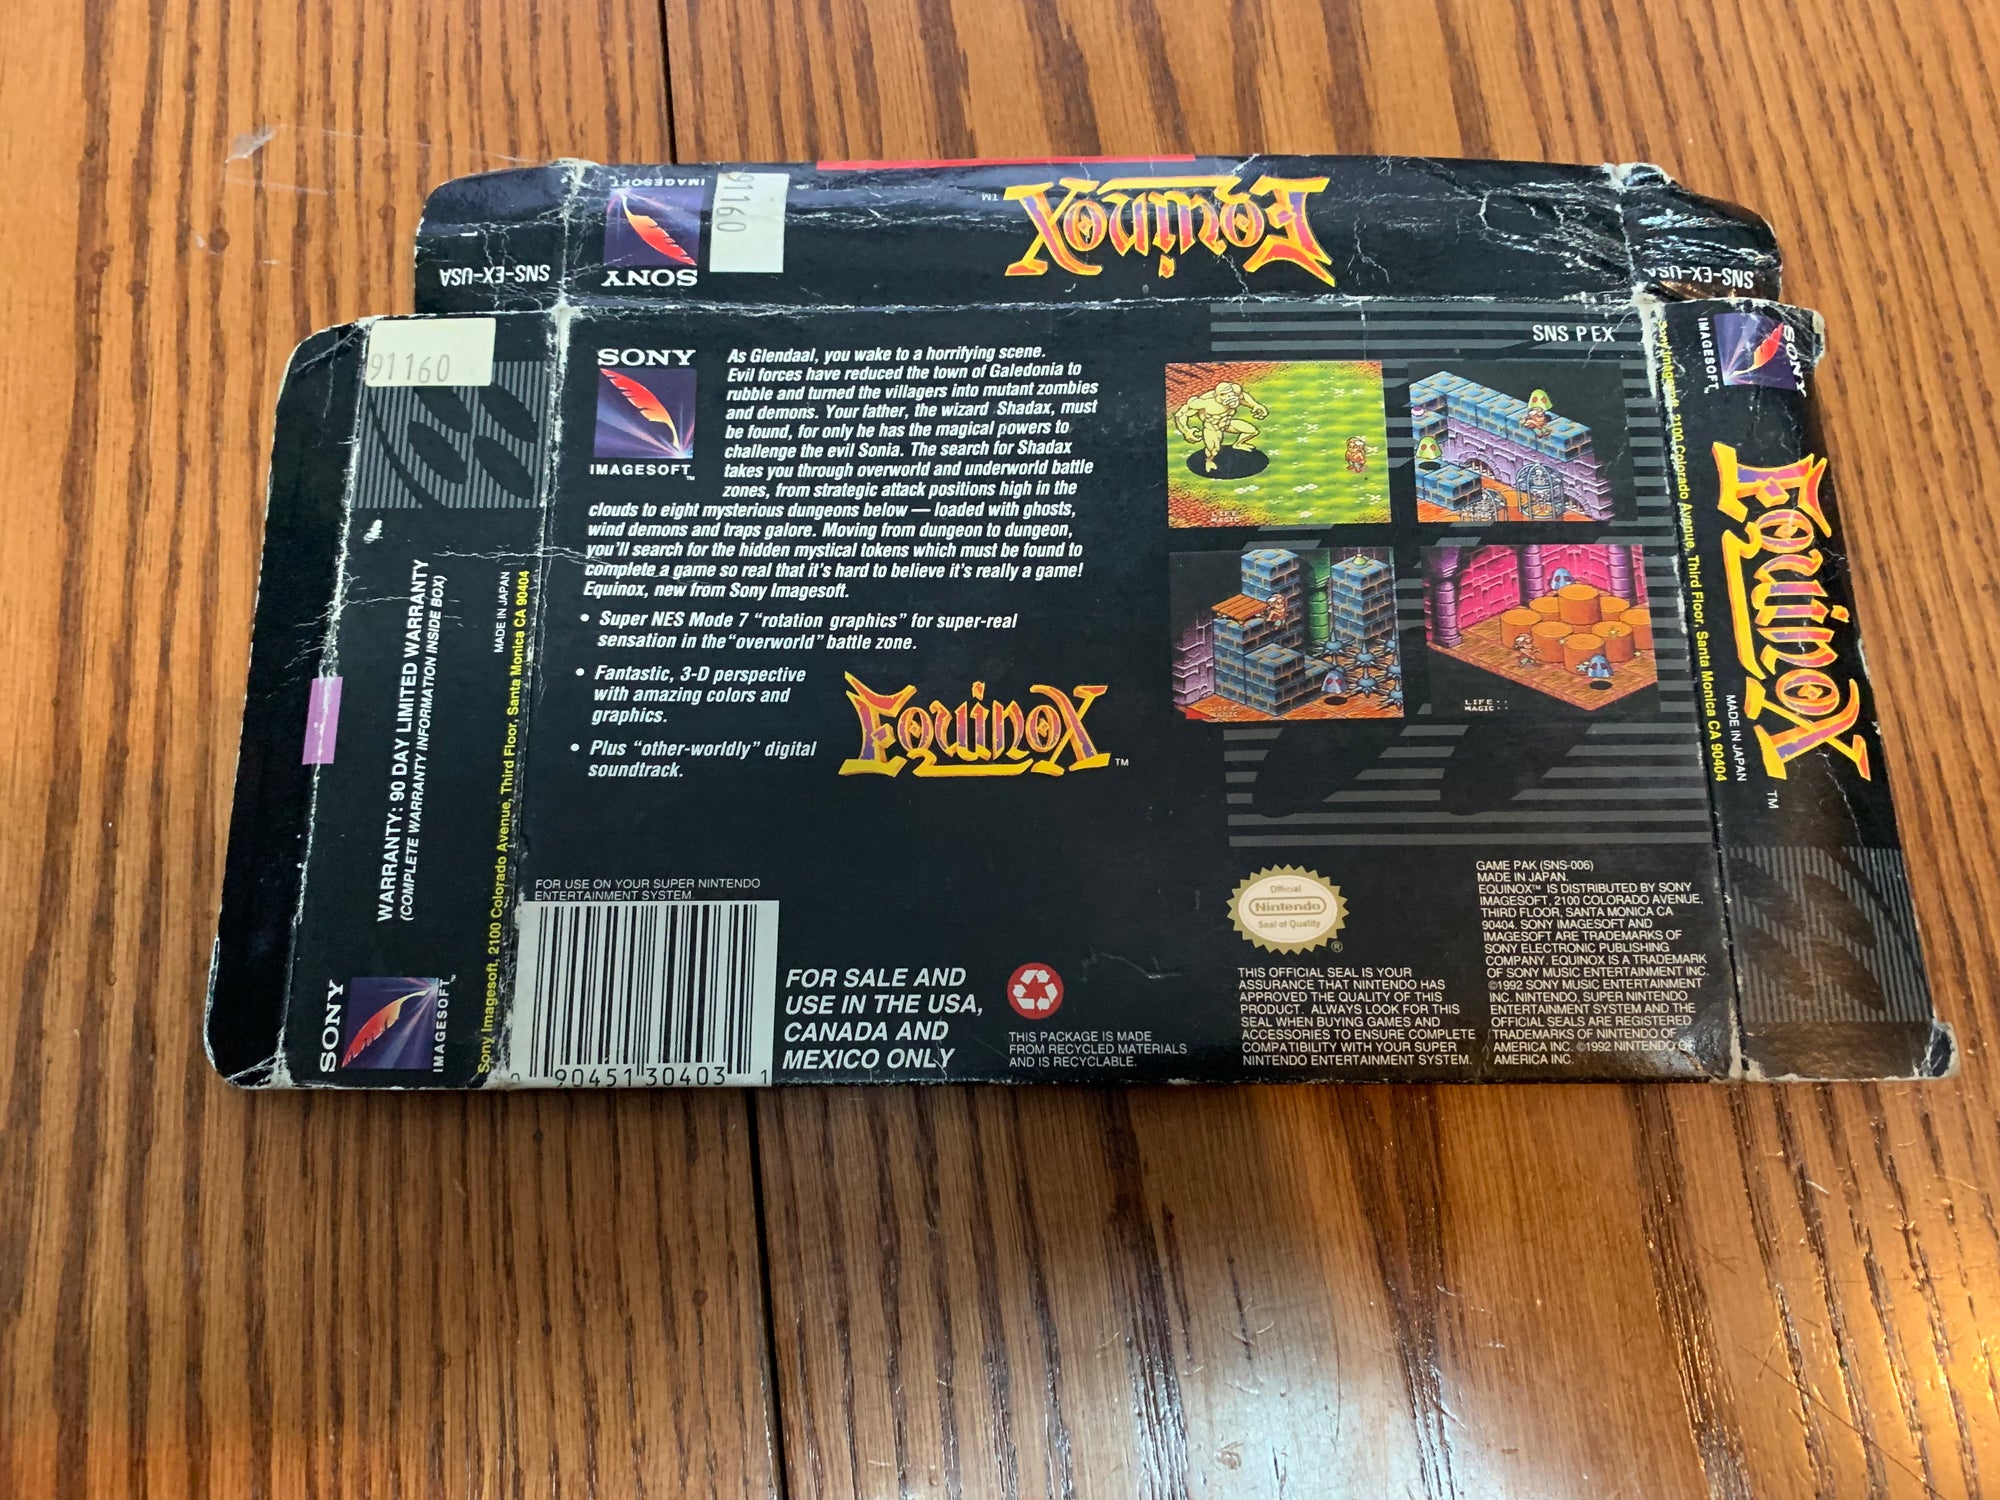 IMAGESOFT
SONY
91160
Equinox
TM
SNS-EX-USA
SNS-EX-USA
91160
WARRANTY: 90 DAY LIMITED WARRANTY
(COMPLETE WARRANTY INFORMATION INSIDE BOX)
MADE IN JAPAN
Sony Imagesoft, 2100 Colorado Avenue, Third Floor, Santa Monica CA 90404
SONY
IMAGESOFT
SONY
IMAGESOFT
TM
As Glendaal, you wake to a horrifying scene.
Evil forces have reduced the town of Galedonia to
rubble and turned the villagers into mutant zombies
and demons. Your father, the wizard Shadax, must
be found, for only he has the magical powers to
challenge the evil Sonia. The search for Shadax
takes you through overworld and underworld battle
zones, from strategic attack positions high in the
clouds to eight mysterious dungeons below — loaded with ghosts,
wind demons and traps galore. Moving from dungeon to dungeon,
you'll search for the hidden mystical tokens which must be found to
complete a game so real that it's hard to believe it's really a game!
Equinox, new from Sony Imagesoft.
• Super NES Mode 7 "rotation graphics" for super-real
sensation in the "overworld" battle zone.
• Fantastic, 3-D perspective
with amazing colors and
graphics.
• Plus "other-worldly" digital
soundtrack.
Equinox
TM
SNS P EX
LIFE
MAGIC
LIFE
MAGIC
LIFE
MAGIC
FOR USE ON YOUR SUPER NINTENDO
ENTERTAINMENT SYSTEM.
0 90451 30403 1
FOR SALE AND
USE IN THE USA,
CANADA AND
MEXICO ONLY
THIS PACKAGE IS MADE
FROM RECYCLED MATERIALS
AND IS RECYCLABLE.
Official
Nintendo
Seal of Quality
®
THIS OFFICIAL SEAL IS YOUR
ASSURANCE THAT NINTENDO HAS
APPROVED THE QUALITY OF THIS
PRODUCT. ALWAYS LOOK FOR THIS
SEAL WHEN BUYING GAMES AND
ACCESSORIES TO ENSURE COMPLETE
COMPATIBILITY WITH YOUR SUPER
NINTENDO ENTERTAINMENT SYSTEM.
GAME PAK (SNS-006)
MADE IN JAPAN.
EQUINOX™ IS DISTRIBUTED BY SONY
IMAGESOFT, 2100 COLORADO AVENUE,
THIRD FLOOR, SANTA MONICA CA
90404. SONY IMAGESOFT AND
IMAGESOFT ARE TRADEMARKS OF
SONY ELECTRONIC PUBLISHING
COMPANY. EQUINOX IS A TRADEMARK
OF SONY MUSIC ENTERTAINMENT INC.
©1992 SONY MUSIC ENTERTAINMENT
INC. NINTENDO, SUPER NINTENDO
ENTERTAINMENT SYSTEM AND THE
OFFICIAL SEALS ARE REGISTERED
TRADEMARKS OF NINTENDO OF
AMERICA INC. ©1992 NINTENDO OF
AMERICA INC.
SONY
IMAGESOFT
Sony Imagesoft, 2100 Colorado Avenue, Third Floor, Santa Monica CA 90404
MADE IN JAPAN
Equinox
TM